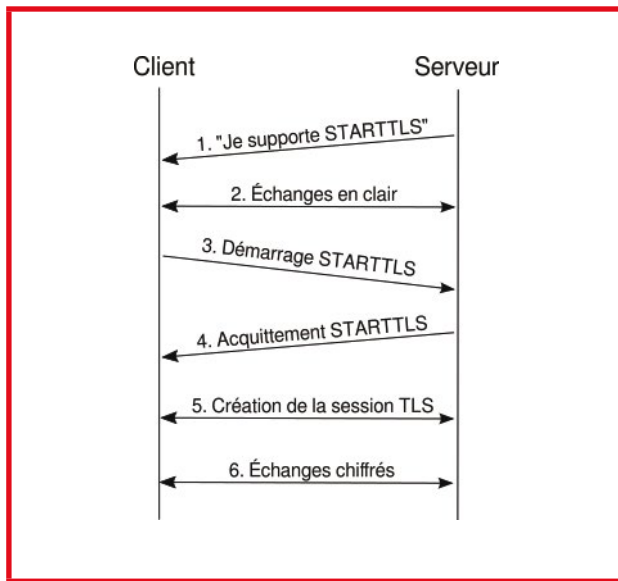 Client
Serveur
1. "Je supporte STARTTLS"
2. Échanges en clair
3. Démarrage STARTTLS
4. Acquittement STARTTLS
5. Création de la session TLS
6. Échanges chiffrés